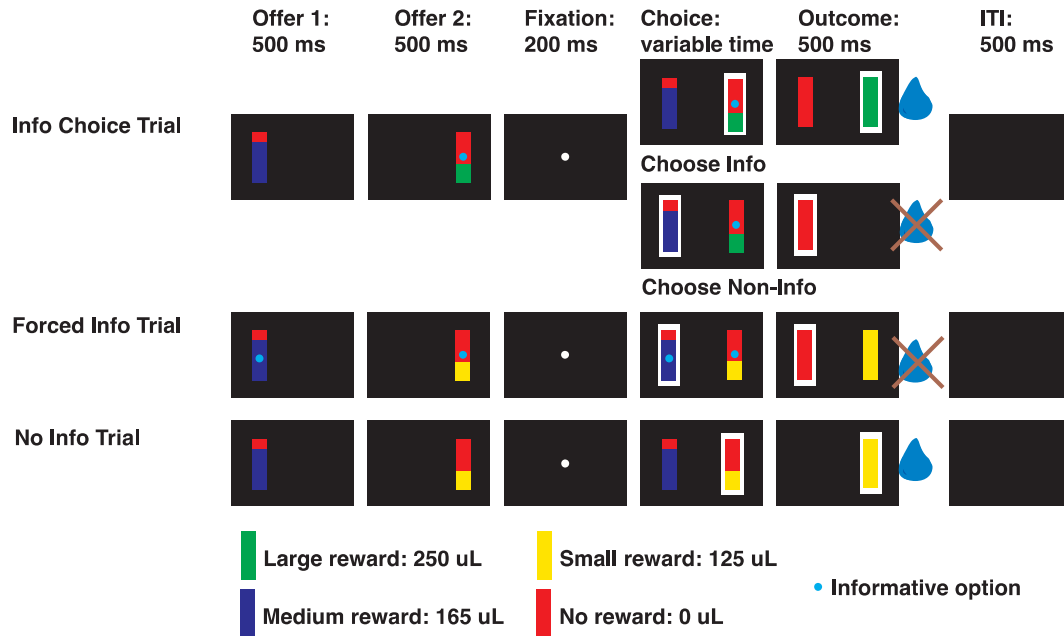 Offer 1:
500 ms
Offer 2:
500 ms
Fixation:
200 ms
Choice:
variable time
Outcome:
500 ms
ITI:
500 ms
Info Choice Trial
Choose Info
Choose Non-Info
Forced Info Trial
No Info Trial
Large reward: 250 uL
Small reward: 125 uL
Medium reward: 165 uL
No reward: 0 uL
Informative option